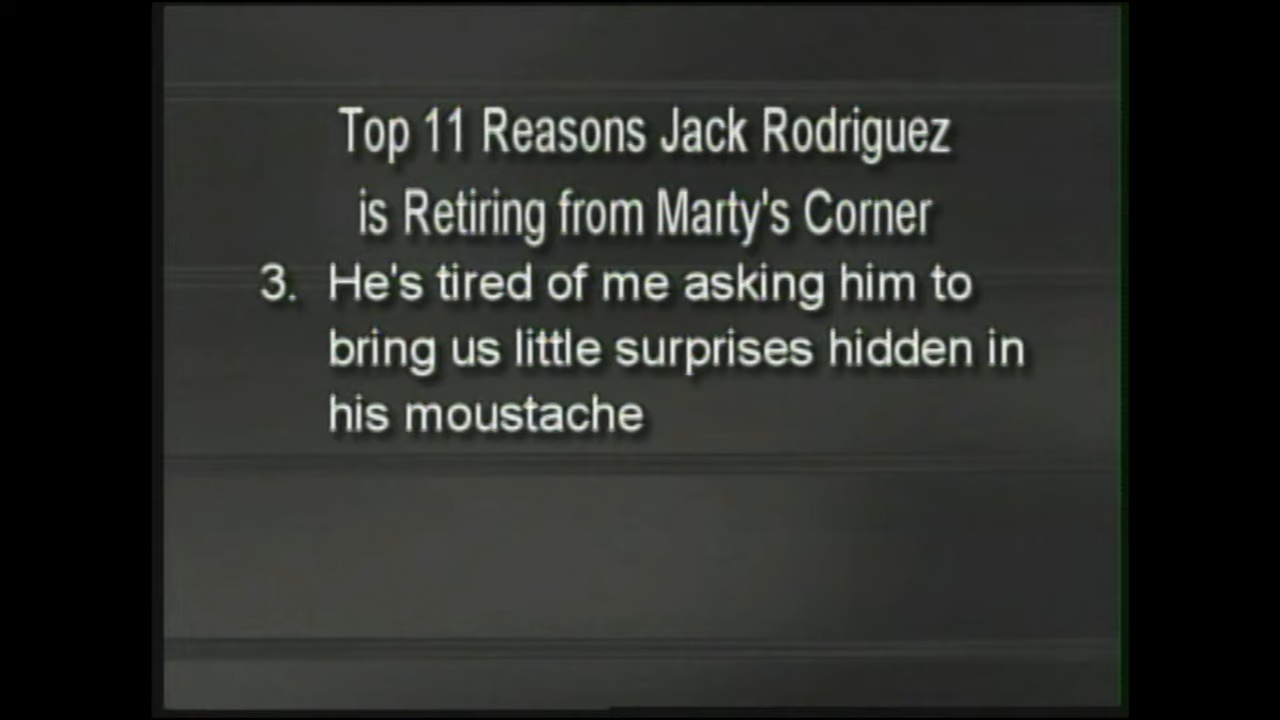 Top 11 Reasons Jack Rodriguez
is Retiring from Marty's Corner
3. He's tired of me asking him to
bring us little surprises hidden in
his moustache